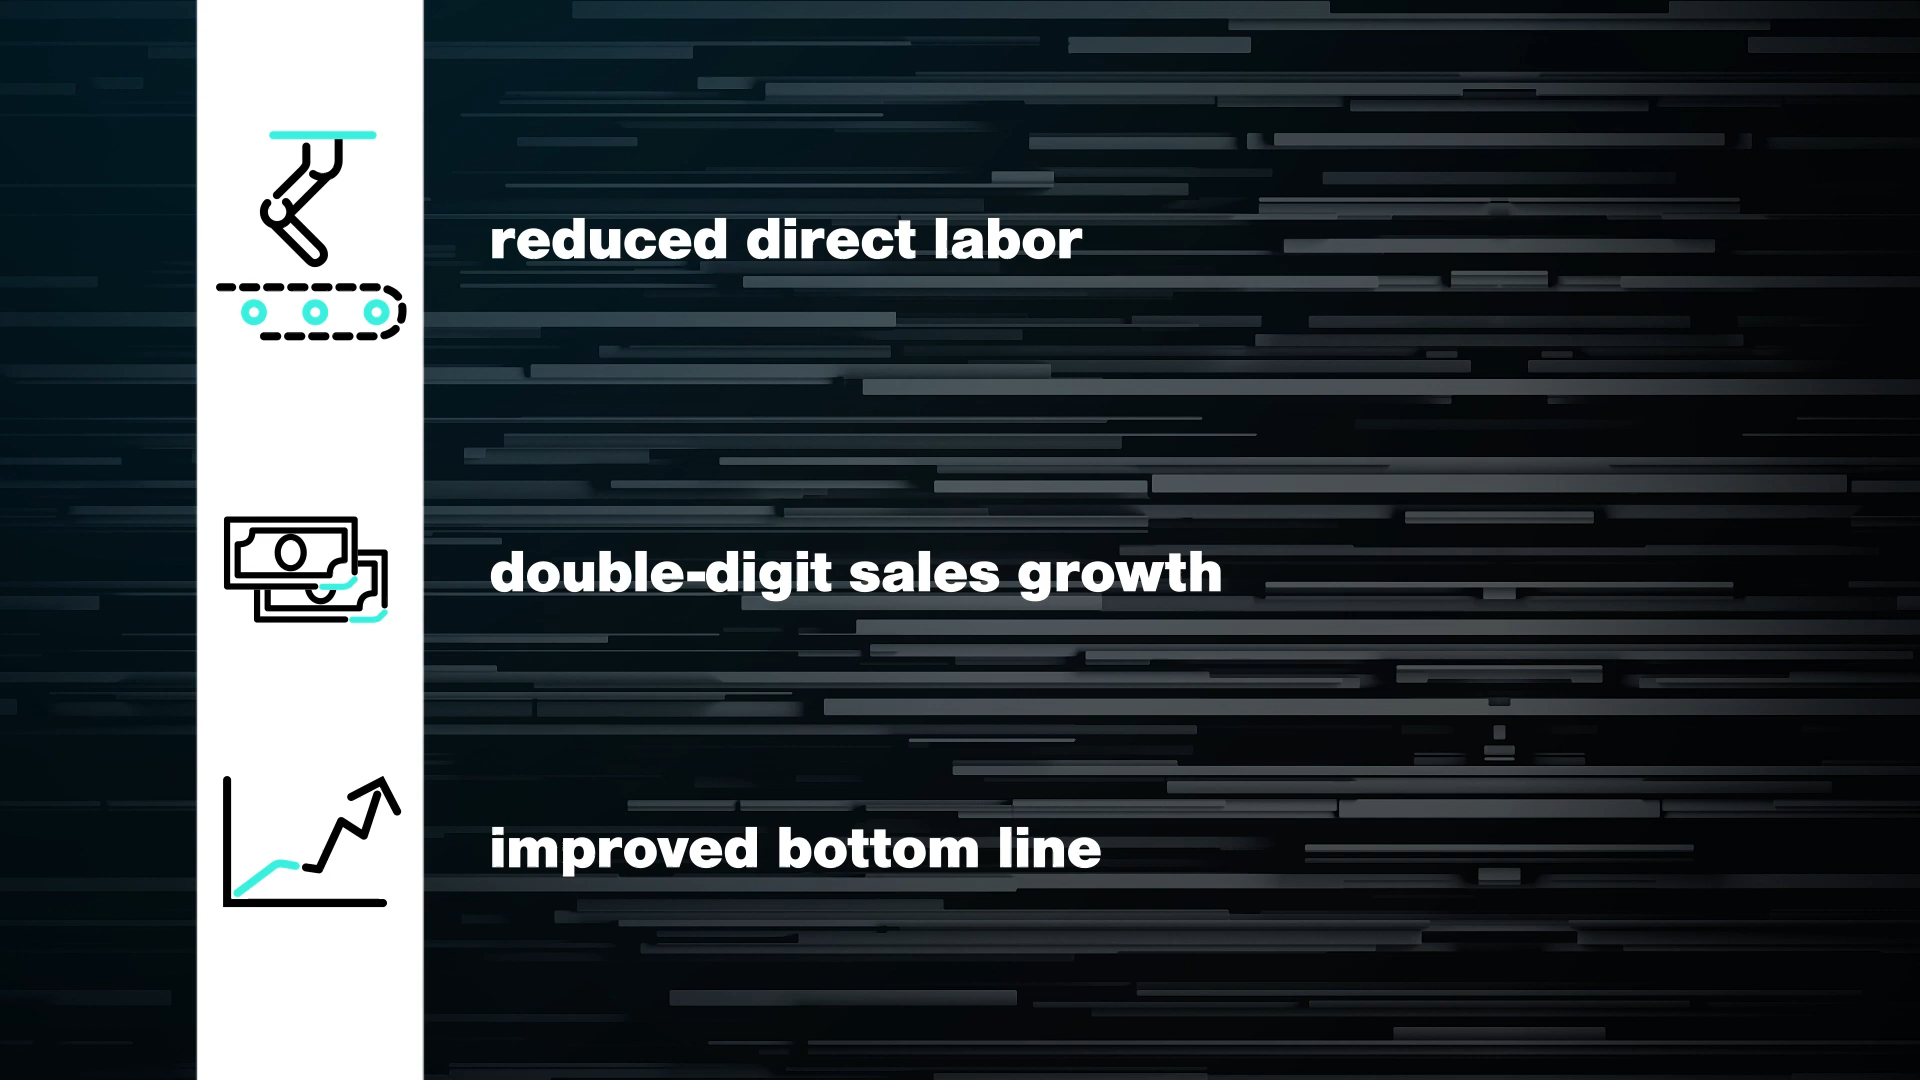 reduced direct labor
double-digit sales growth
improved bottom line